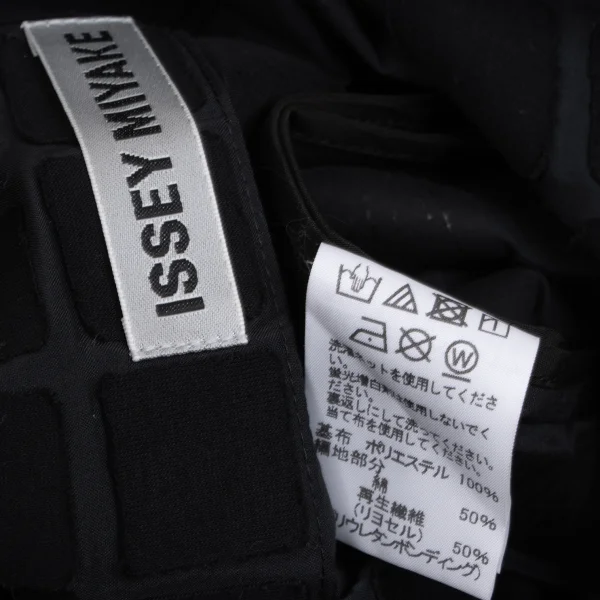 ISSEY MIYAKE
W
洗濯ネットを使用してくださ
い。
蛍光増白剤は使用しないでく
ださい。
裏返しにして洗ってください。
当て布を使用してください。
基布 ポリエステル 100%
編地部分
綿 50%
再生繊維
(リヨセル) 50%
ウレタンボンディング)